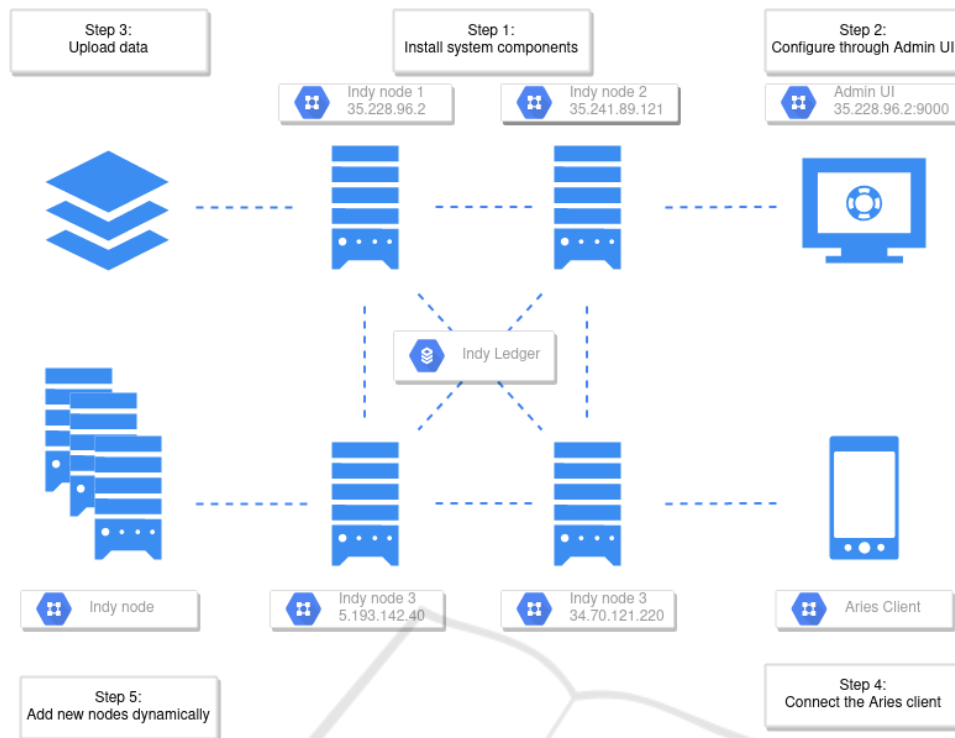 Step 3:
Upload data
Step 1:
Install system components
Step 2:
Configure through Admin UI
Indy node 1
35.228.96.2
Indy node 2
35.241.89.121
Admin UI
35.228.96.2:9000
Indy Ledger
Indy node
Indy node 3
5.193.142.40
Indy node 3
34.70.121.220
Aries Client
Step 5:
Add new nodes dynamically
Step 4:
Connect the Aries client